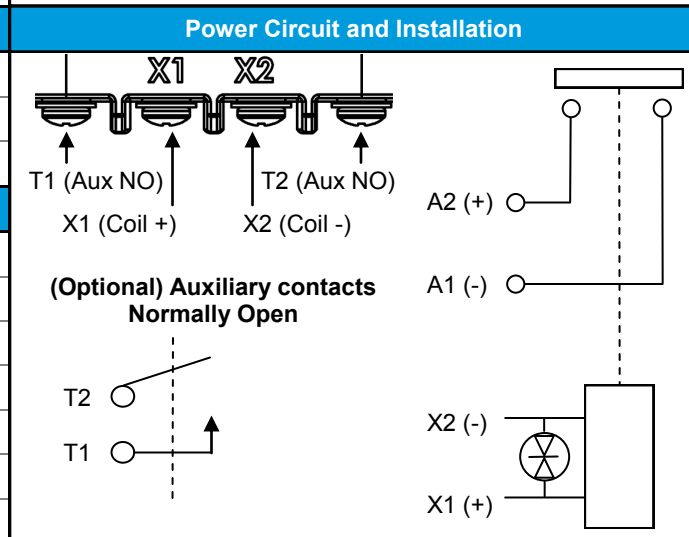 Power Circuit and Installation
X1 X2
T1 (Aux NO) T2 (Aux NO)
X1 (Coil +) X2 (Coil -)
(Optional) Auxiliary contacts
Normally Open
T2
T1
A2 (+)
A1 (-)
X2 (-)
X1 (+)